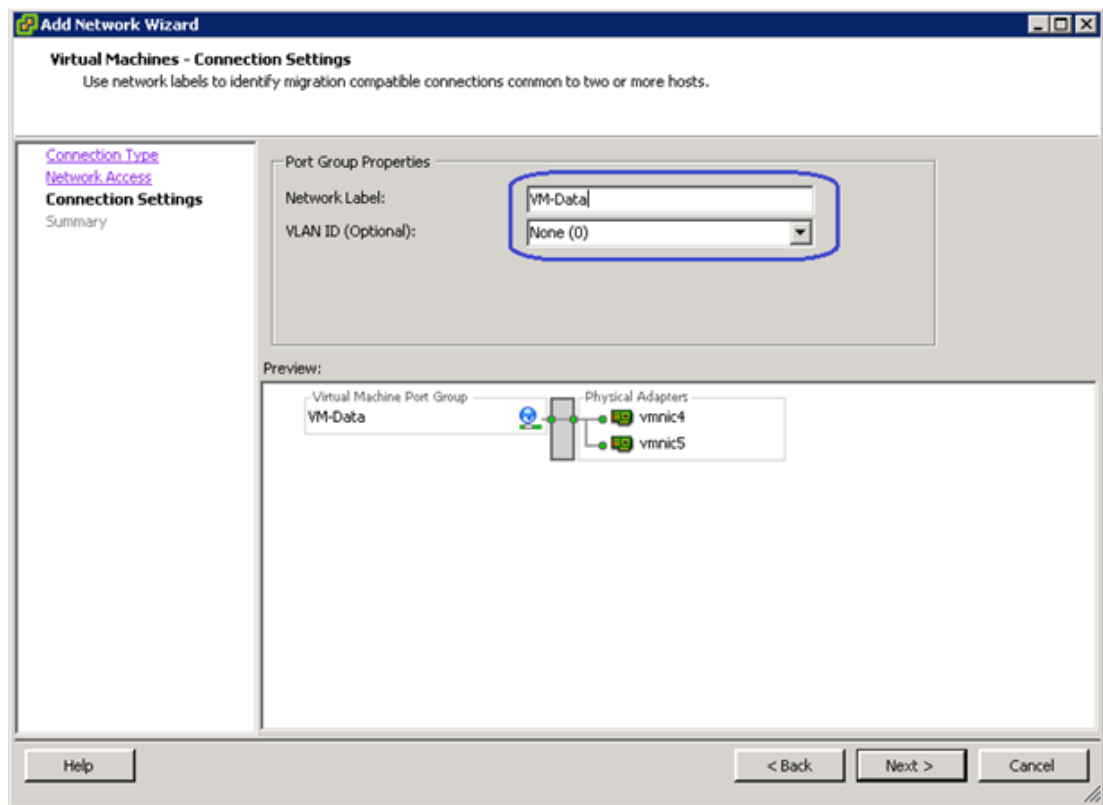 Add Network Wizard
Virtual Machines - Connection Settings
Use network labels to identify migration compatible connections common to two or more hosts.
Connection Type
Network Access
Connection Settings
Summary
Port Group Properties
Network Label:
VM-Data
VLAN ID (Optional):
None (0)
Preview:
Virtual Machine Port Group
VM-Data
Physical Adapters
vmnic4
vmnic5
Help
< Back
Next >
Cancel